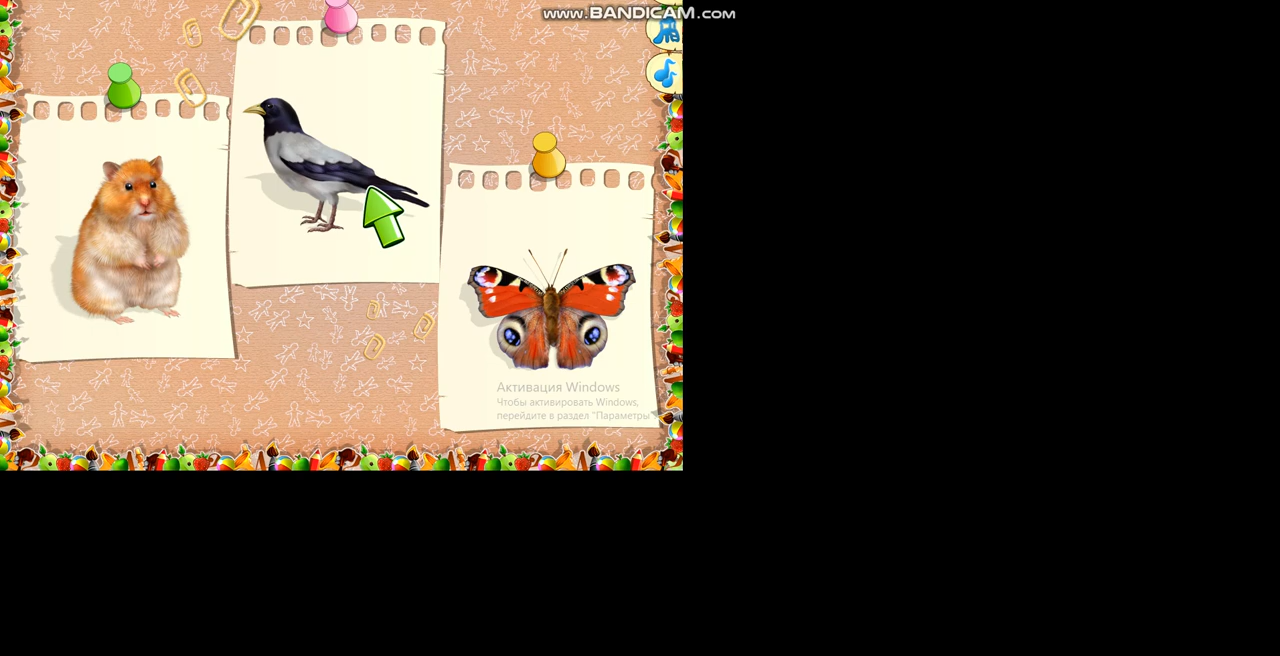 www.BANDICAM.com
Активация Windows
Чтобы активировать Windows,
перейдите в раздел "Параметры"